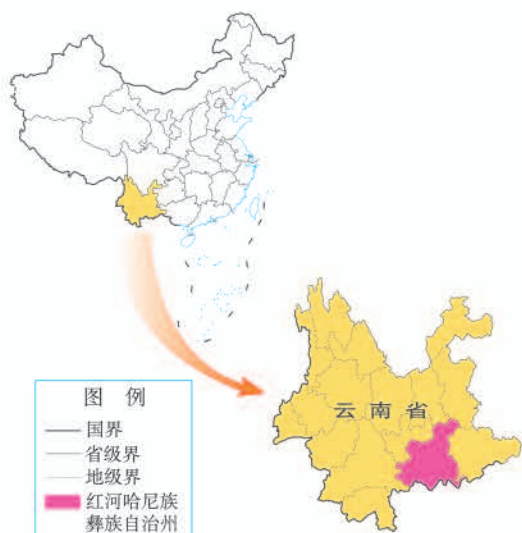 云南省
图 例
国界
省级界
地级界
红河哈尼族
彝族自治州